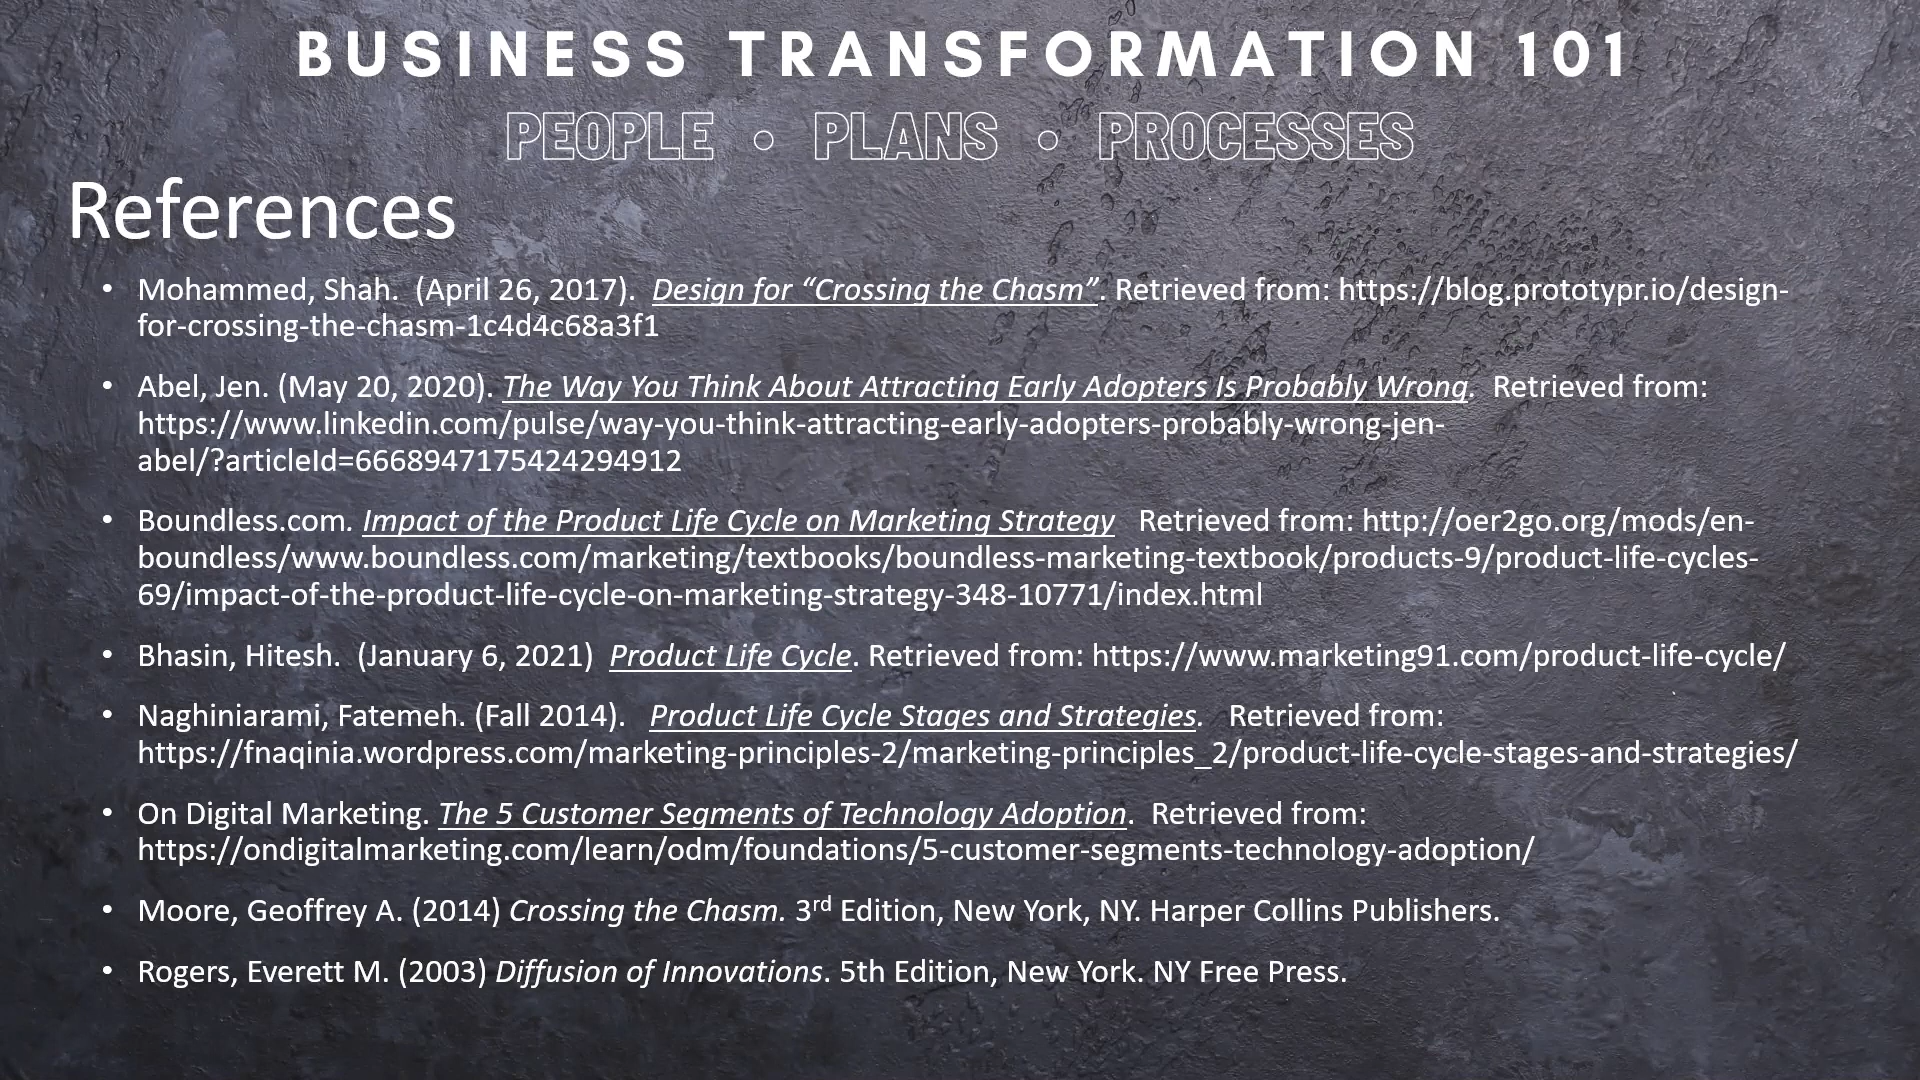 BUSINESS TRANSFORMATION 101
PEOPLE • PLANS • PROCESSES
References
• Mohammed, Shah.  (April 26, 2017).  Design for “Crossing the Chasm”. Retrieved from: https://blog.prototypr.io/design-
for-crossing-the-chasm-1c4d4c68a3f1
• Abel, Jen. (May 20, 2020). The Way You Think About Attracting Early Adopters Is Probably Wrong.  Retrieved from:
https://www.linkedin.com/pulse/way-you-think-attracting-early-adopters-probably-wrong-jen-
abel/?articleId=6668947175424294912
• Boundless.com. Impact of the Product Life Cycle on Marketing Strategy   Retrieved from: http://oer2go.org/mods/en-
boundless/www.boundless.com/marketing/textbooks/boundless-marketing-textbook/products-9/product-life-cycles-
69/impact-of-the-product-life-cycle-on-marketing-strategy-348-10771/index.html
• Bhasin, Hitesh.  (January 6, 2021)  Product Life Cycle. Retrieved from: https://www.marketing91.com/product-life-cycle/
• Naghiniarami, Fatemeh. (Fall 2014).   Product Life Cycle Stages and Strategies.   Retrieved from:
https://fnaqinia.wordpress.com/marketing-principles-2/marketing-principles_2/product-life-cycle-stages-and-strategies/
• On Digital Marketing. The 5 Customer Segments of Technology Adoption.  Retrieved from:
https://ondigitalmarketing.com/learn/odm/foundations/5-customer-segments-technology-adoption/
• Moore, Geoffrey A. (2014) Crossing the Chasm. 3rd Edition, New York, NY. Harper Collins Publishers.
• Rogers, Everett M. (2003) Diffusion of Innovations. 5th Edition, New York. NY Free Press.